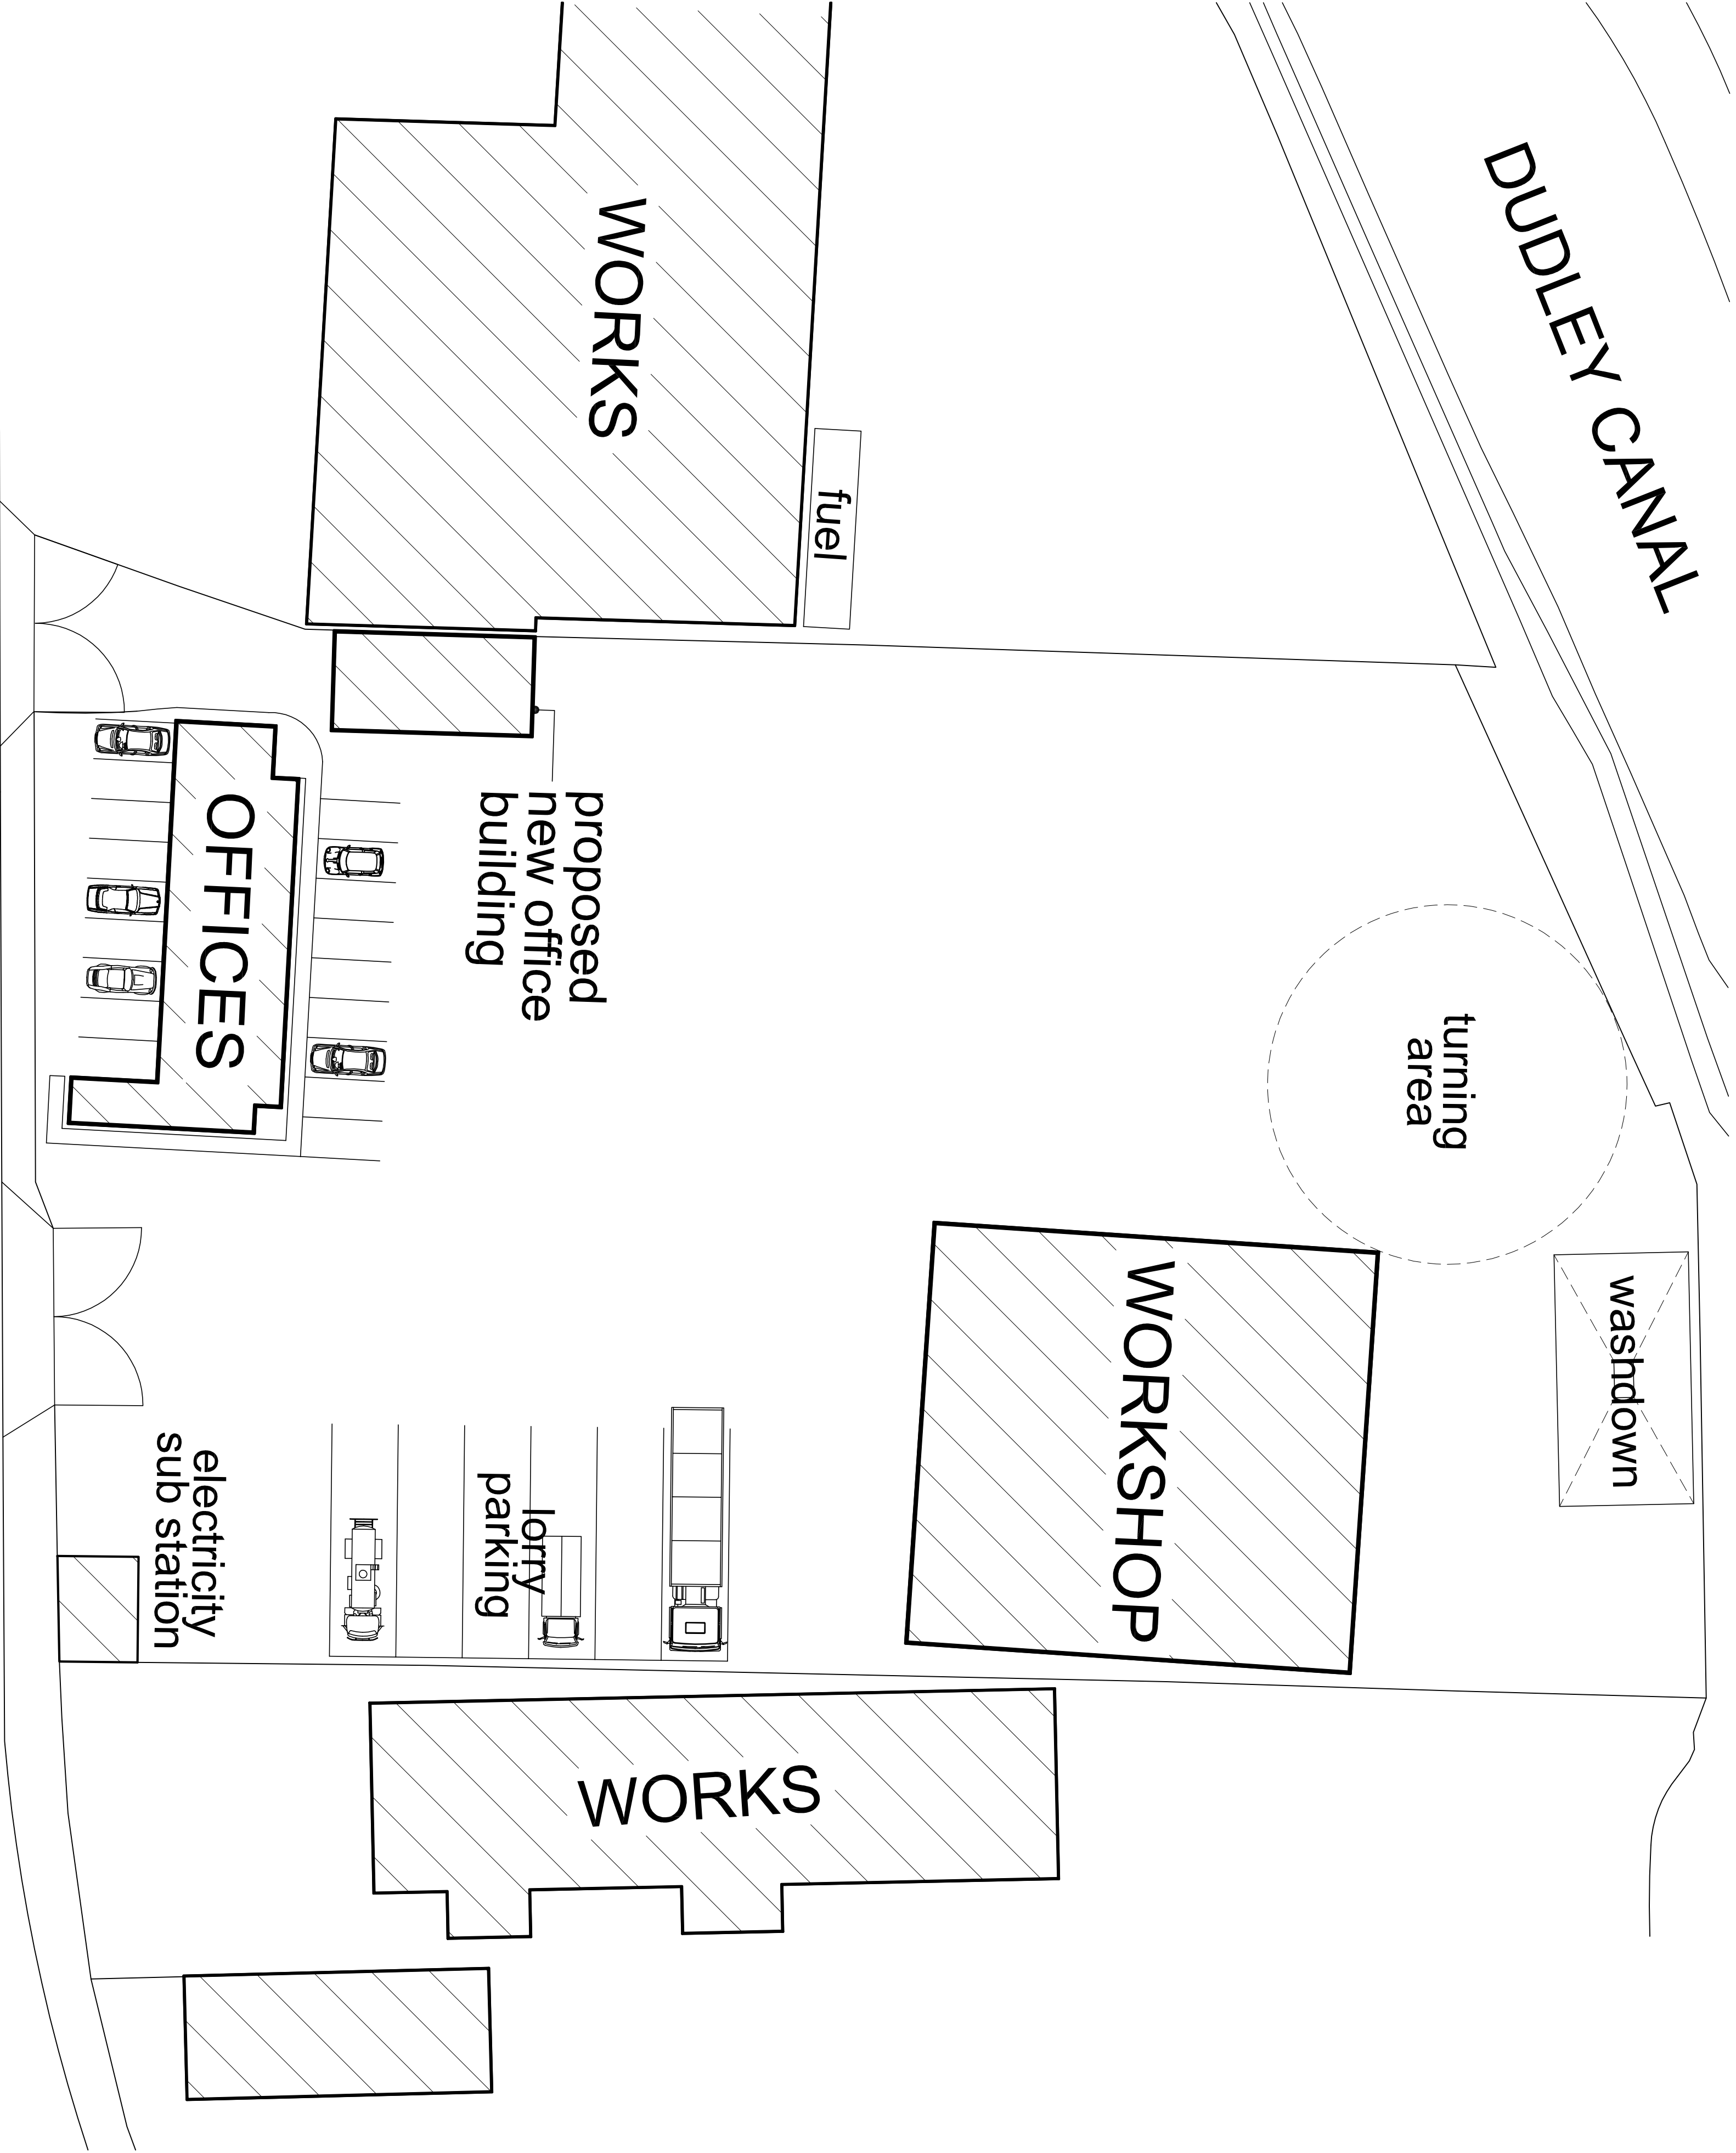 DUDLEY CANAL
WORKS
fuel
proposed
new office
building
OFFICES
turning
area
washdown
WORKSHOP
electricity
sub station
lorry
parking
WORKS